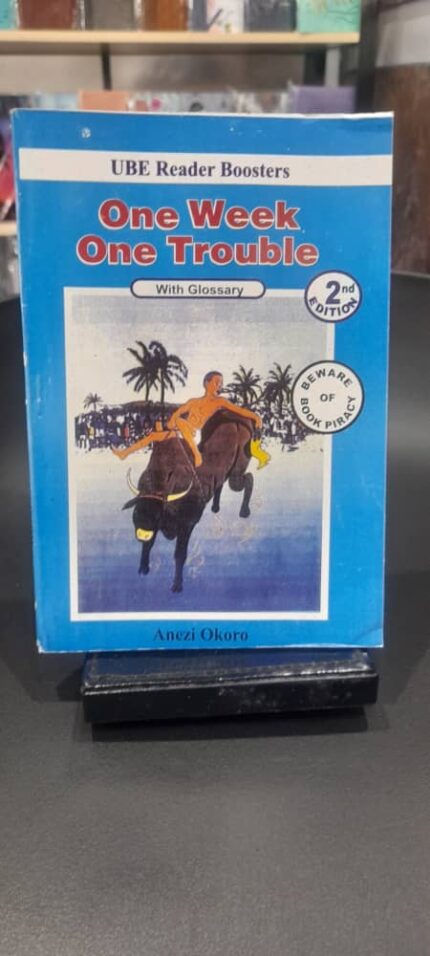 UBE Reader Boosters
One Week
One Trouble
With Glossary
2nd
EDITION
BEWARE
OF
BOOK PIRACY
Anezi Okoro